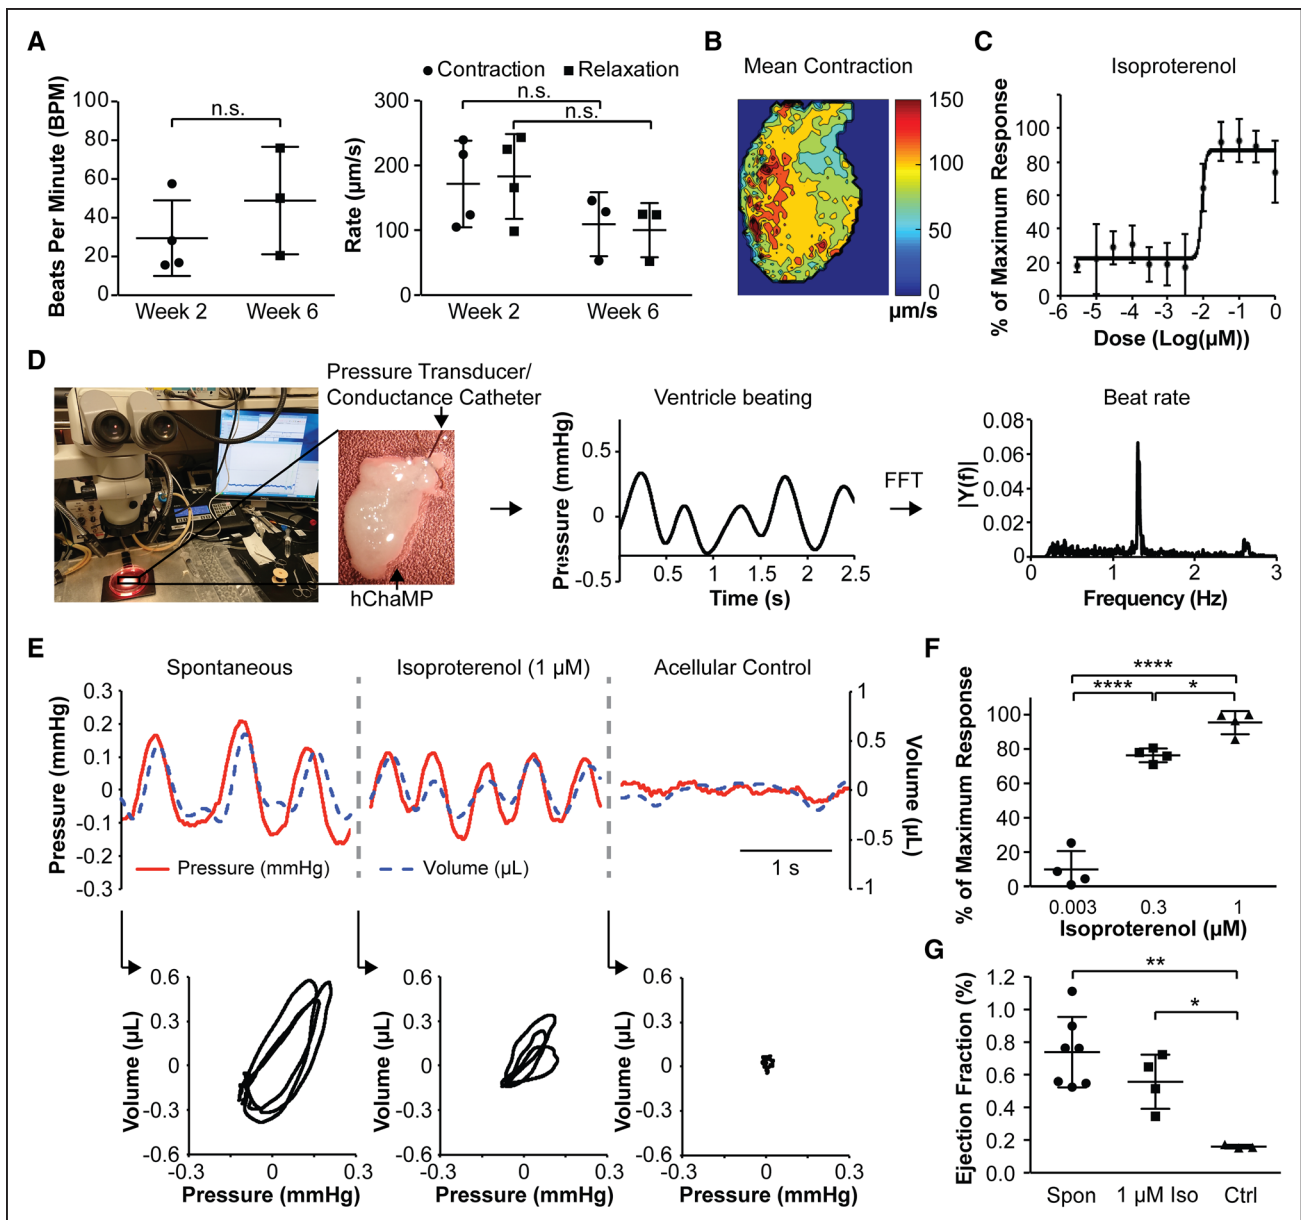 A
Beats Per Minute (BPM)
100
80
60
40
20
0
n.s.
Week 2
Week 6
Contraction
Relaxation
Rate (µm/s)
300
200
100
0
n.s.
n.s.
Week 2
Week 6
B
Mean Contraction
150
100
50
0
µm/s
C
Isoproterenol
% of Maximum Response
100
80
60
40
20
0
-6 -5 -4 -3 -2 -1 0
Dose (Log(µM))
D
Pressure Transducer/
Conductance Catheter
hChaMP
Ventricle beating
Pressure (mmHg)
0.5
0
-0.5
0.5 1 1.5 2 2.5
Time (s)
FFT
Beat rate
|Y(f)|
0.08
0.06
0.04
0.02
0
0 1 2 3
Frequency (Hz)
E
Spontaneous
Isoproterenol (1 µM)
Acellular Control
Pressure (mmHg)
0.3
0.2
0.1
0
-0.1
-0.2
-0.3
Pressure (mmHg)
Volume (µL)
1 s
1
0.5
0
-0.5
-1
Volume (µL)
Volume (µL)
0.6
0.3
0
-0.3
-0.6
-0.3 0 0.3
Pressure (mmHg)
Volume (µL)
0.6
0.3
0
-0.3
-0.6
-0.3 0 0.3
Pressure (mmHg)
Volume (µL)
0.6
0.3
0
-0.3
-0.6
-0.3 0 0.3
Pressure (mmHg)
F
% of Maximum Response
100
80
60
40
20
0
****
****
*
0.003 0.3 1
Isoproterenol (µM)
G
Ejection Fraction (%)
1.2
1.0
0.8
0.6
0.4
0.2
0.0
**
*
Spon 1 µM Iso Ctrl